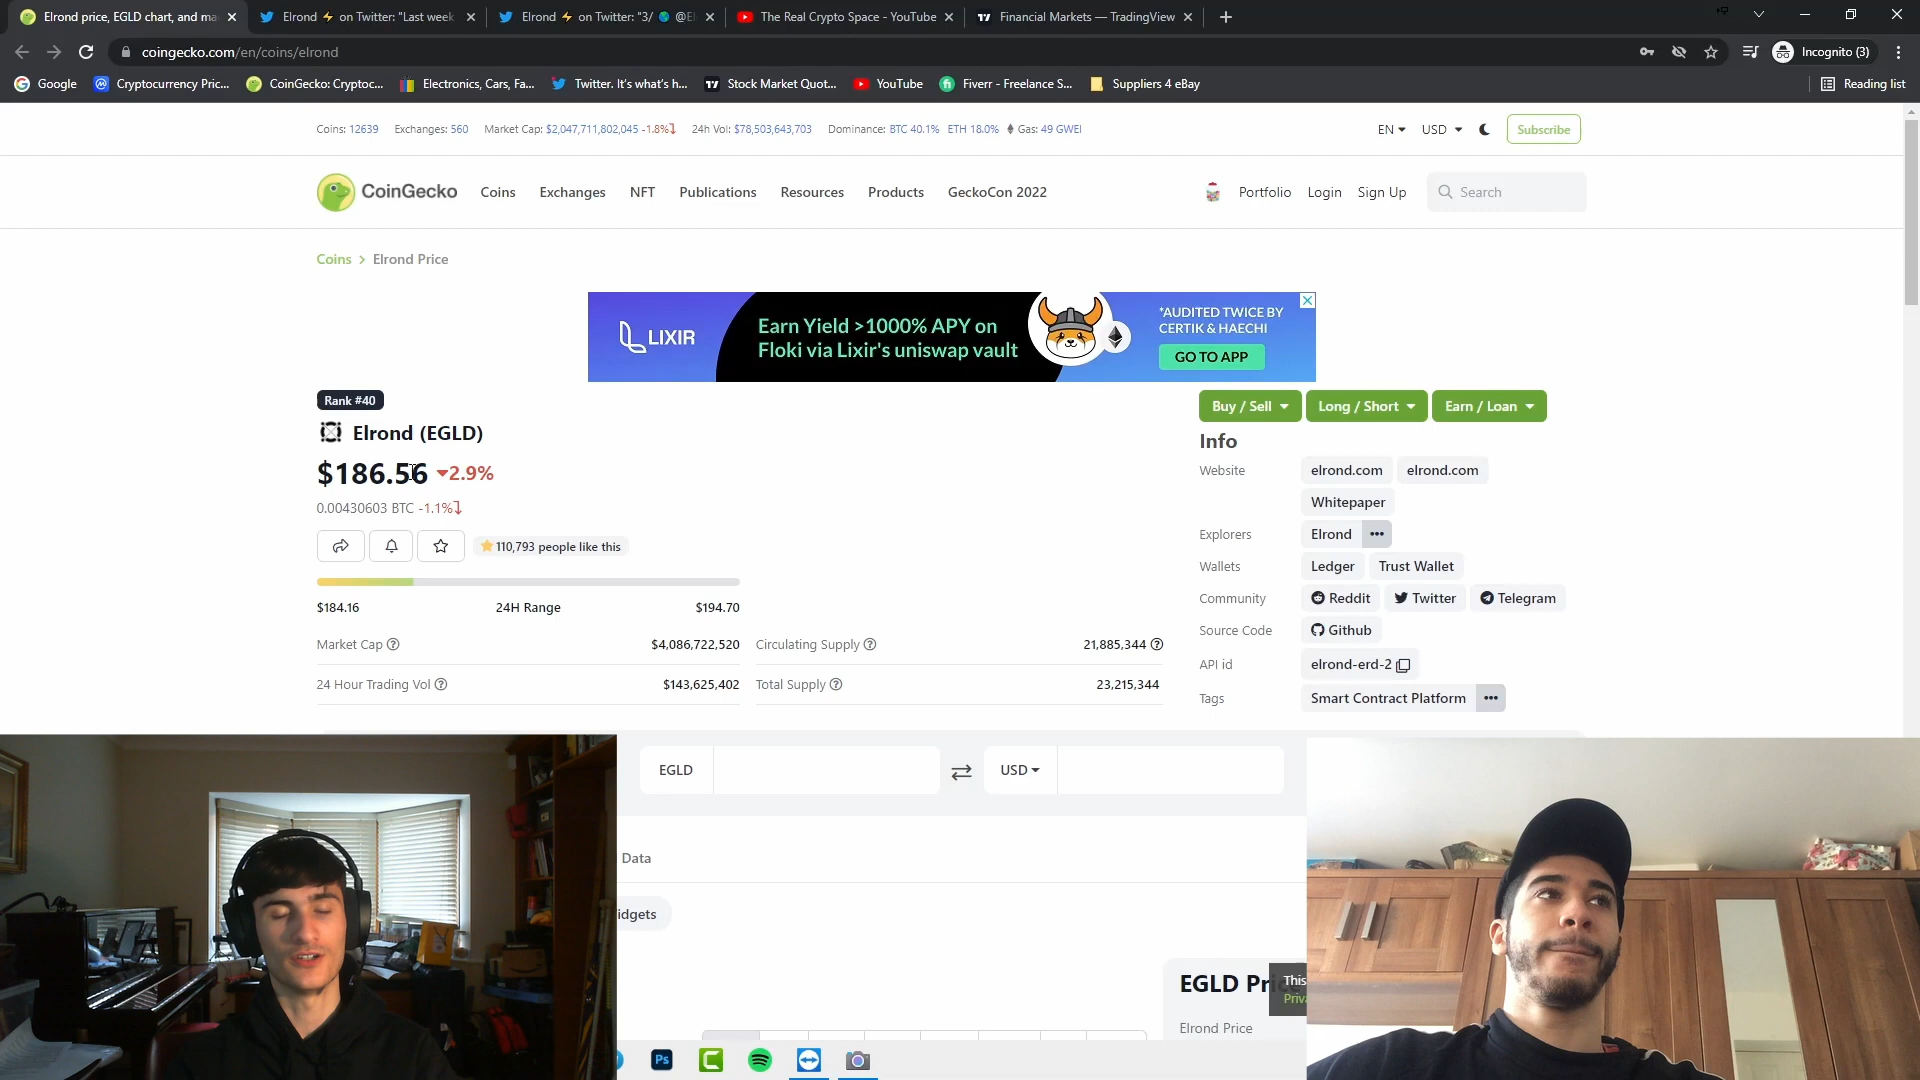 Elrond price, EGLD chart, and ma
Elrond ⚡ on Twitter: "Last week
Elrond ⚡ on Twitter: "3/ 🌎 @El
The Real Crypto Space - YouTube
Financial Markets — TradingView
coingecko.com/en/coins/elrond
Incognito (3)
Google
Cryptocurrency Pric...
CoinGecko: Cryptoc...
Electronics, Cars, Fa...
Twitter. It's what's h...
Stock Market Quot...
YouTube
Fiverr - Freelance S...
Suppliers 4 eBay
Reading list
Coins: 12639 Exchanges: 560 Market Cap: $2,047,711,802,045 -1.8% 24h Vol: $78,503,643,703 Dominance: BTC 40.1% ETH 18.0% Gas: 49 GWEI
EN USD Subscribe
CoinGecko
Coins Exchanges NFT Publications Resources Products GeckoCon 2022
Portfolio Login Sign Up Search
Coins > Elrond Price
LIXIR
Earn Yield >1000% APY on
Floki via Lixir's uniswap vault
*AUDITED TWICE BY
CERTIK & HAECHI
GO TO APP
Rank #40
Elrond (EGLD)
$186.56 2.9%
0.00430603 BTC -1.1%
110,793 people like this
$184.16 24H Range $194.70
Market Cap $4,086,722,520
24 Hour Trading Vol $143,625,402
Circulating Supply 21,885,344
Total Supply 23,215,344
Buy / Sell Long / Short Earn / Loan
Info
Website elrond.com elrond.com
Whitepaper
Explorers Elrond •••
Wallets Ledger Trust Wallet
Community Reddit Twitter Telegram
Source Code Github
API id elrond-erd-2
Tags Smart Contract Platform •••
EGLD USD
Data
idgets
EGLD Pri
This
Priva
Elrond Price
Ps